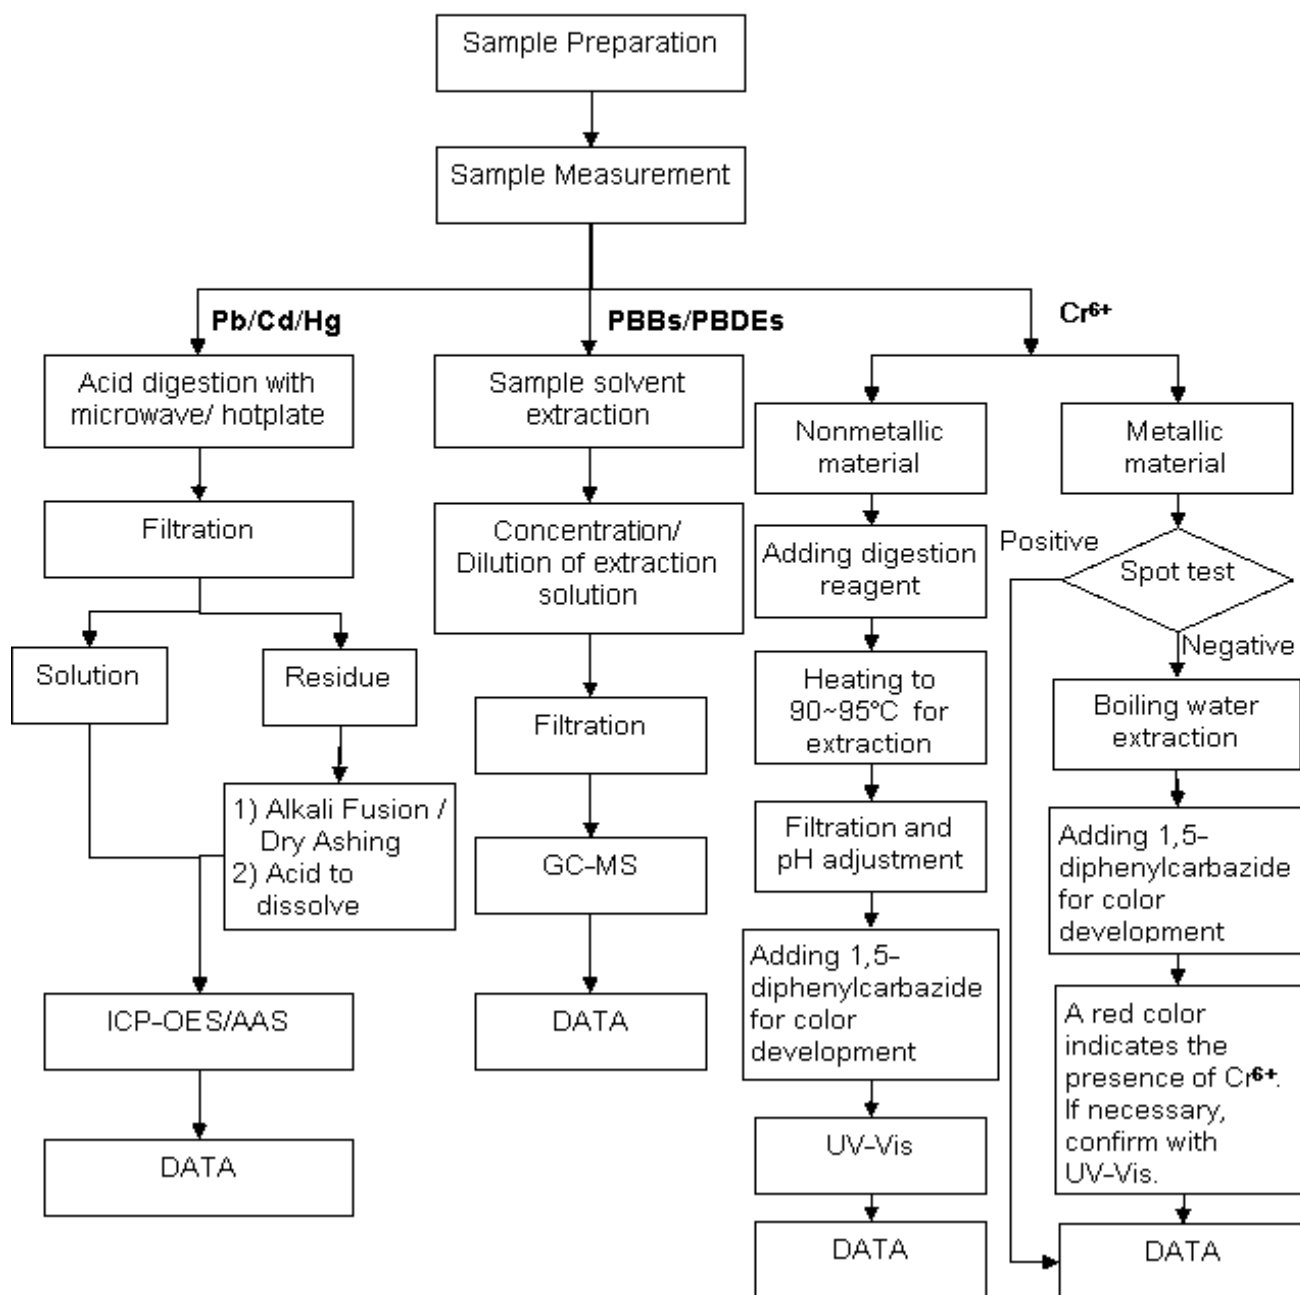 Sample Preparation
Sample Measurement
Pb/Cd/Hg
PBBs/PBDEs
Cr6+
Acid digestion with
microwave/ hotplate
Filtration
Solution
Residue
1) Alkali Fusion /
Dry Ashing
2) Acid to
dissolve
ICP-OES/AAS
DATA
Sample solvent
extraction
Concentration/
Dilution of extraction
solution
Filtration
GC-MS
DATA
Nonmetallic
material
Adding digestion
reagent
Heating to
90~95°C for
extraction
Filtration and
pH adjustment
Adding 1,5-
diphenylcarbazide
for color
development
UV-Vis
DATA
Metallic
material
Positive
Spot test
Negative
Boiling water
extraction
Adding 1,5-
diphenylcarbazide
for color
development
A red color
indicates the
presence of Cr6+.
If necessary,
confirm with
UV-Vis.
DATA